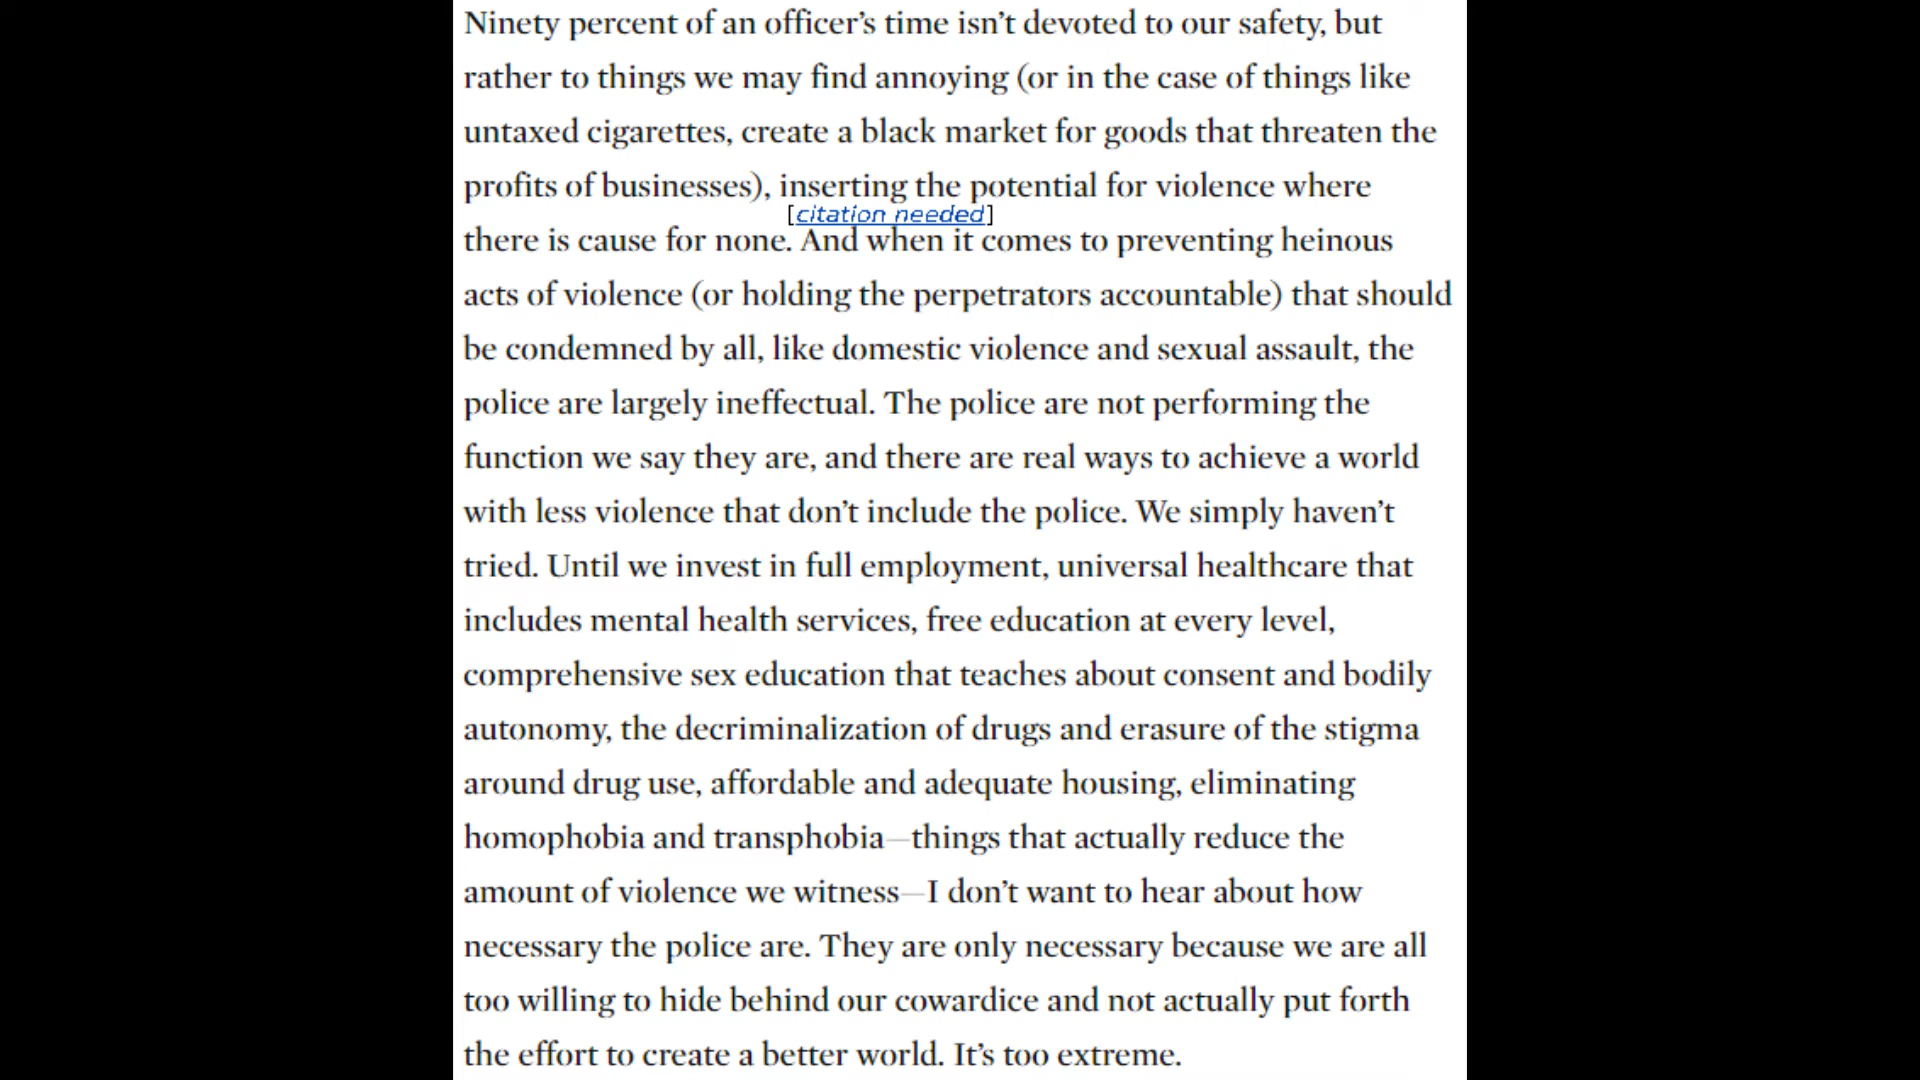 Ninety percent of an officer’s time isn’t devoted to our safety, but
rather to things we may find annoying (or in the case of things like
untaxed cigarettes, create a black market for goods that threaten the
profits of businesses), inserting the potential for violence where
[citation needed]
there is cause for none. And when it comes to preventing heinous
acts of violence (or holding the perpetrators accountable) that should
be condemned by all, like domestic violence and sexual assault, the
police are largely ineffectual. The police are not performing the
function we say they are, and there are real ways to achieve a world
with less violence that don’t include the police. We simply haven’t
tried. Until we invest in full employment, universal healthcare that
includes mental health services, free education at every level,
comprehensive sex education that teaches about consent and bodily
autonomy, the decriminalization of drugs and erasure of the stigma
around drug use, affordable and adequate housing, eliminating
homophobia and transphobia—things that actually reduce the
amount of violence we witness—I don’t want to hear about how
necessary the police are. They are only necessary because we are all
too willing to hide behind our cowardice and not actually put forth
the effort to create a better world. It’s too extreme.